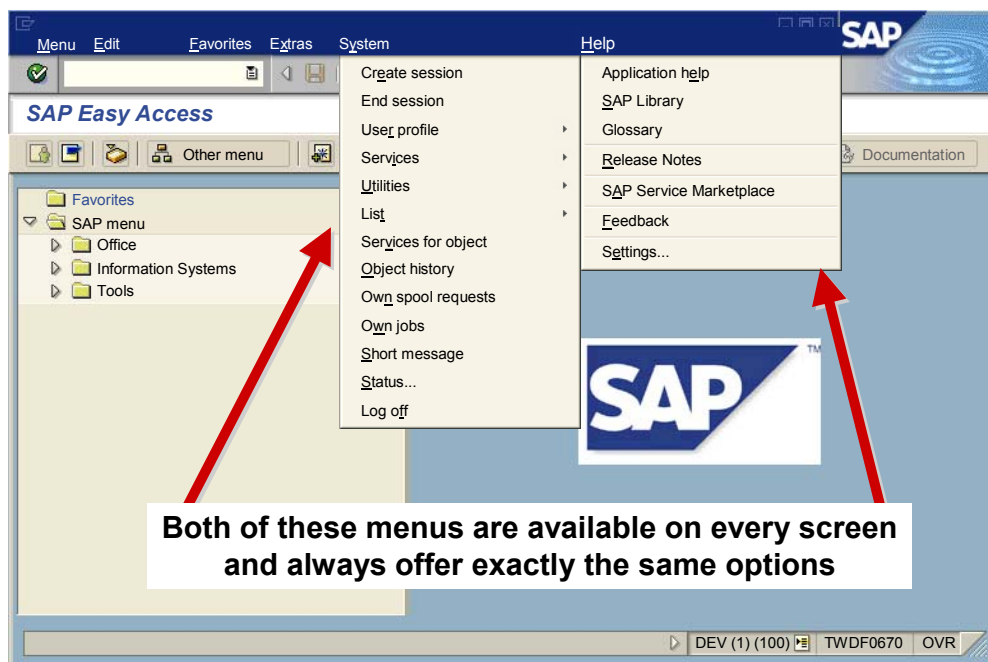 Menu Edit Favorites Extras System Help
SAP
SAP Easy Access
Other menu
Documentation
Favorites
SAP menu
Office
Information Systems
Tools
Create session
End session
User profile
Services
Utilities
List
Services for object
Object history
Own spool requests
Own jobs
Short message
Status...
Log off
Application help
SAP Library
Glossary
Release Notes
SAP Service Marketplace
Feedback
Settings...
SAP TM
Both of these menus are available on every screen
and always offer exactly the same options
DEV (1) (100) TWDF0670 OVR